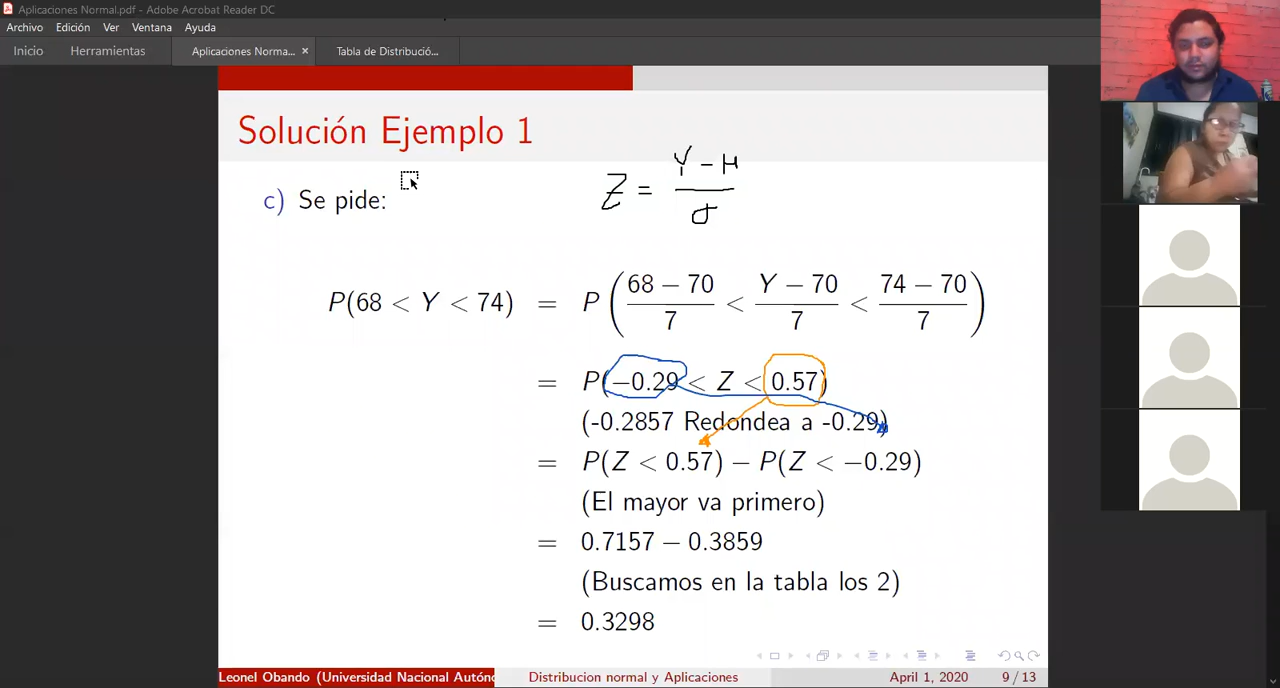 Aplicaciones Normal.pdf - Adobe Acrobat Reader DC
Archivo Edición Ver Ventana Ayuda
Inicio Herramientas Aplicaciones Norma... × Tabla de Distribució...
Solución Ejemplo 1
Z = (Y - μ) / σ
c) Se pide:
P(68 < Y < 74) = P( (68 − 70)/7 < (Y − 70)/7 < (74 − 70)/7 )
= P(−0.29 < Z < 0.57)
(-0.2857 Redondea a -0.29)
= P(Z < 0.57) − P(Z < −0.29)
(El mayor va primero)
= 0.7157 − 0.3859
(Buscamos en la tabla los 2)
= 0.3298
Leonel Obando (Universidad Nacional Autónc Distribucion normal y Aplicaciones April 1, 2020 9 / 13